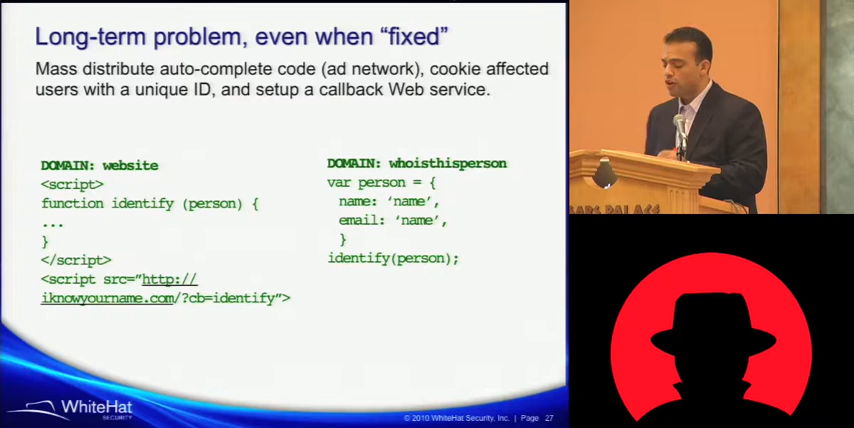 Long-term problem, even when “fixed”
Mass distribute auto-complete code (ad network), cookie affected
users with a unique ID, and setup a callback Web service.
DOMAIN: website
<script>
function identify (person) {
...
}
</script>
<script src="http://
iknowyourname.com/?cb=identify">
DOMAIN: whoisthisperson
var person = {
name: ‘name’,
email: ‘name’,
}
identify(person);
WhiteHat
SECURITY
© 2010 WhiteHat Security, Inc. | Page 27
PALACE